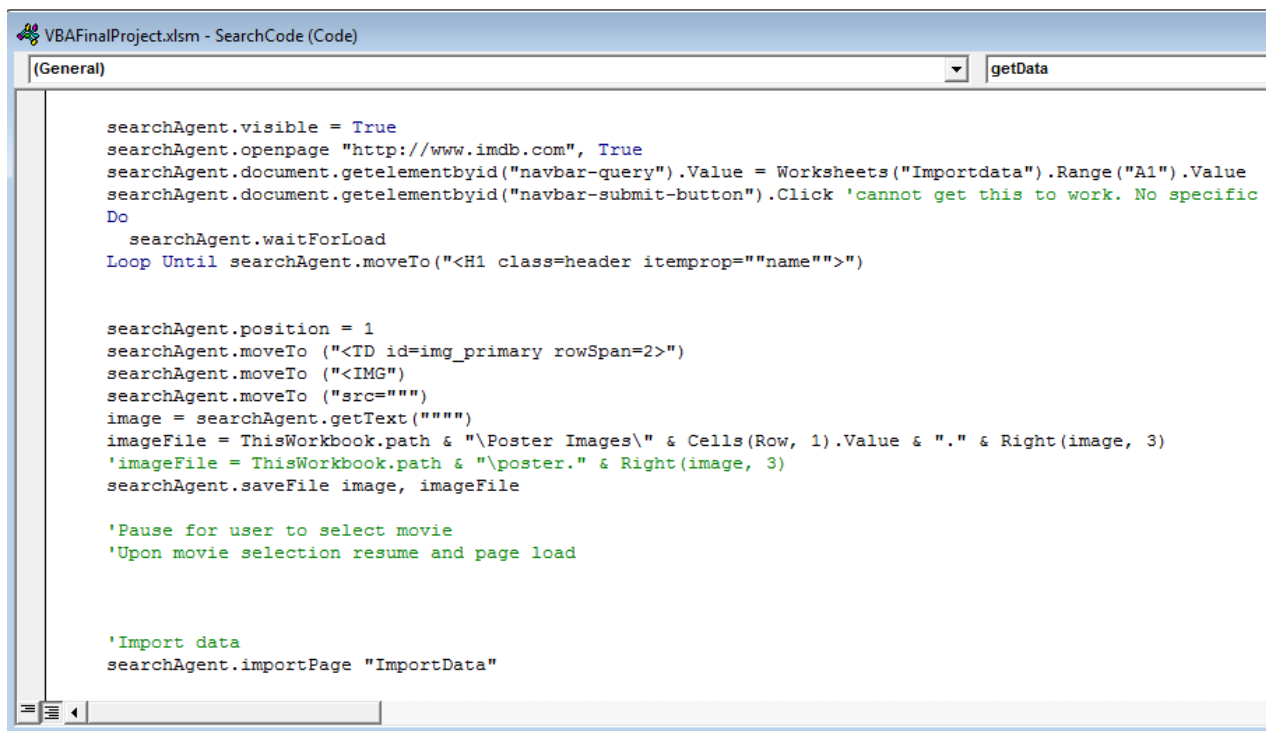 VBAFinalProject.xlsm - SearchCode (Code)
(General) getData
searchAgent.visible = True
searchAgent.openpage "http://www.imdb.com", True
searchAgent.document.getelementbyid("navbar-query").Value = Worksheets("Importdata").Range("A1").Value
searchAgent.document.getelementbyid("navbar-submit-button").Click 'cannot get this to work. No specific
Do
searchAgent.waitForLoad
Loop Until searchAgent.moveTo("<H1 class=header itemprop=""name"">")
searchAgent.position = 1
searchAgent.moveTo ("<TD id=img_primary rowSpan=2>")
searchAgent.moveTo ("<IMG")
searchAgent.moveTo ("src=""")
image = searchAgent.getText("""")
imageFile = ThisWorkbook.path & "\Poster Images\" & Cells(Row, 1).Value & "." & Right(image, 3)
'imageFile = ThisWorkbook.path & "\poster." & Right(image, 3)
searchAgent.saveFile image, imageFile
'Pause for user to select movie
'Upon movie selection resume and page load
'Import data
searchAgent.importPage "ImportData"